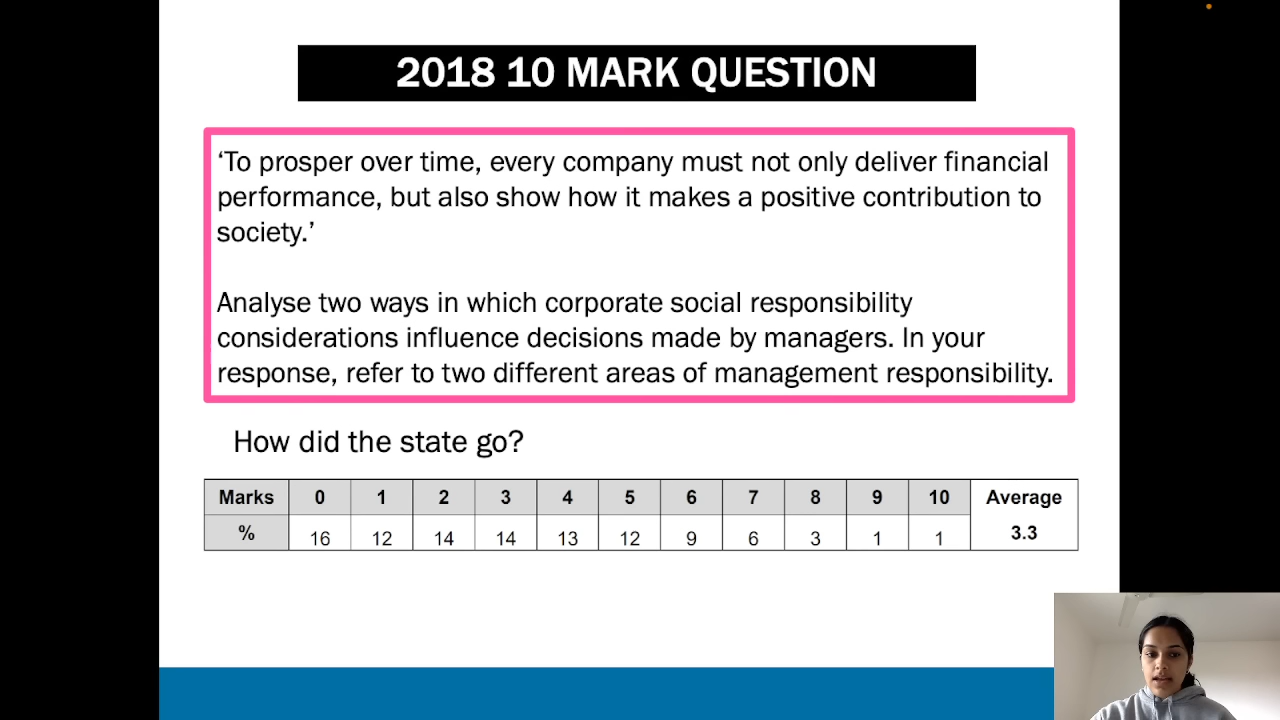 2018 10 MARK QUESTION
‘To prosper over time, every company must not only deliver financial
performance, but also show how it makes a positive contribution to
society.’
Analyse two ways in which corporate social responsibility
considerations influence decisions made by managers. In your
response, refer to two different areas of management responsibility.
How did the state go?
Marks 0 1 2 3 4 5 6 7 8 9 10 Average
% 16 12 14 14 13 12 9 6 3 1 1 3.3